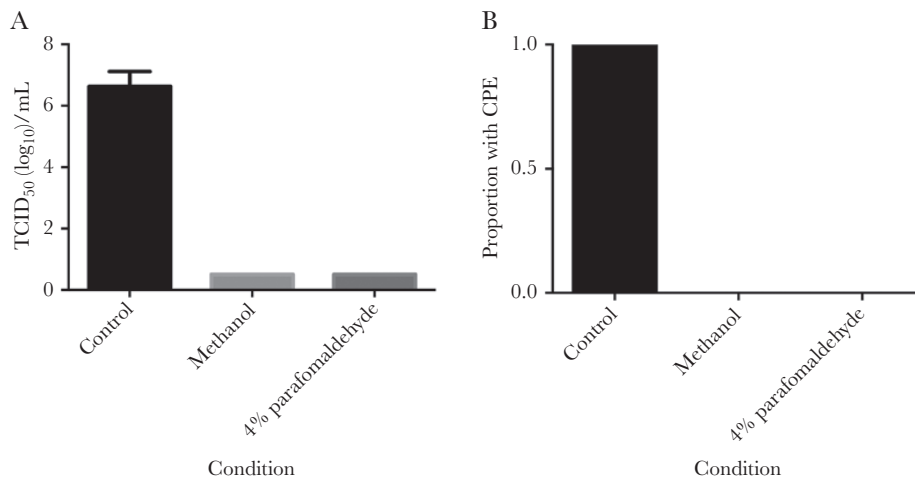 A
TCID50 (log10)/mL
8
6
4
2
0
Control
Methanol
4% parafomaldehyde
Condition
B
Proportion with CPE
1.0
0.5
0.0
Control
Methanol
4% parafomaldehyde
Condition